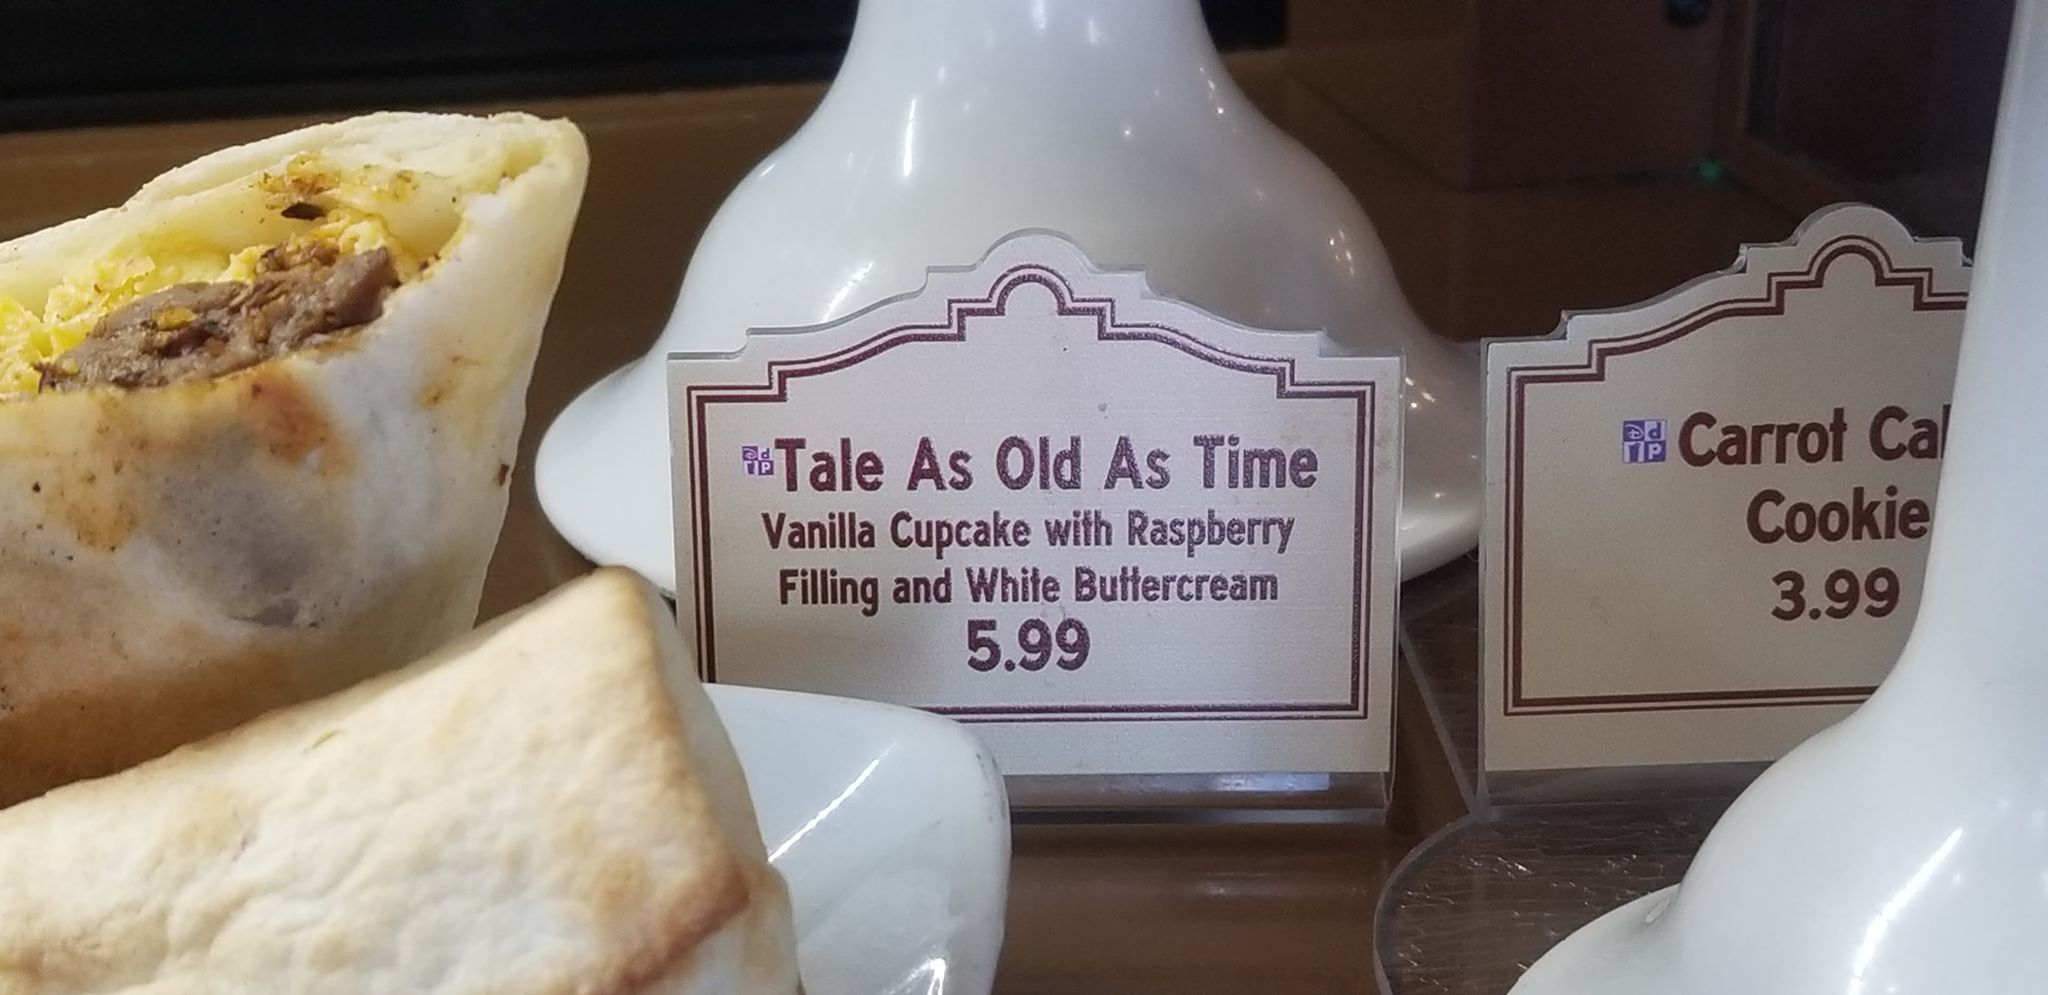 Tale As Old As Time
Vanilla Cupcake with Raspberry
Filling and White Buttercream
5.99
Carrot
Cookie
3.99